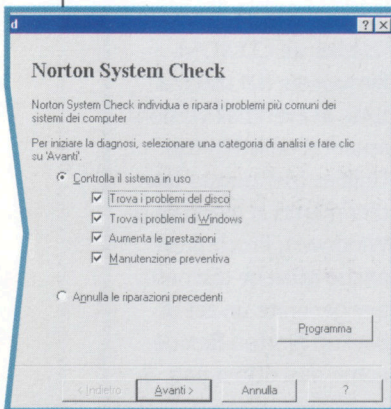 d
Norton System Check
Norton System Check individua e ripara i problemi più comuni dei
sistemi dei computer
Per iniziare la diagnosi, selezionare una categoria di analisi e fare clic
su 'Avanti'.
Controlla il sistema in uso
Trova i problemi del disco
Trova i problemi di Windows
Aumenta le prestazioni
Manutenzione preventiva
Annulla le riparazioni precedenti
Programma
< Indietro Avanti > Annulla ?